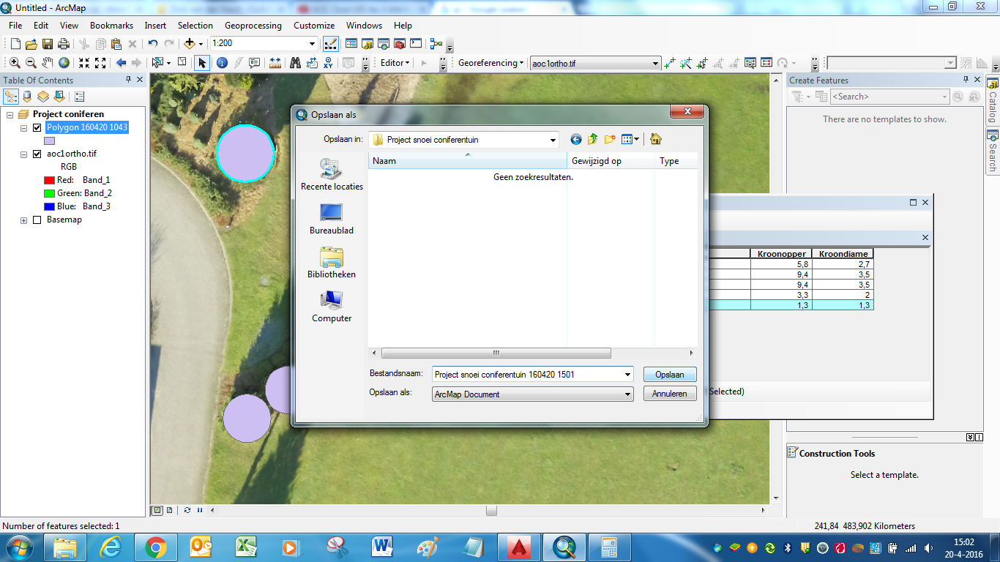 Untitled - ArcMap
File Edit View Bookmarks Insert Selection Geoprocessing Customize Windows Help
1:200
Editor Georeferencing aoc1ortho.tif
Table Of Contents
Project coniferen
Polygon 160420 1043
aoc1ortho.tif
RGB
Red: Band_1
Green: Band_2
Blue: Band_3
Basemap
Opslaan als
Opslaan in: Project snoei coniferentuin
Naam Gewijzigd op Type
Geen zoekresultaten.
Recente locaties
Bureaublad
Bibliotheken
Computer
Bestandsnaam: Project snoei coniferentuin 160420 1501 Opslaan
Opslaan als: ArcMap Document Annuleren
Kroonopper Kroondiame
5,8 2,7
9,4 3,5
9,4 3,5
3,3 2
1,3 1,3
Selected)
Create Features
<Search>
There are no templates to show.
Catalog
Search
Construction Tools
Select a template.
Number of features selected: 1
241,84 483,902 Kilometers
15:02
20-4-2016